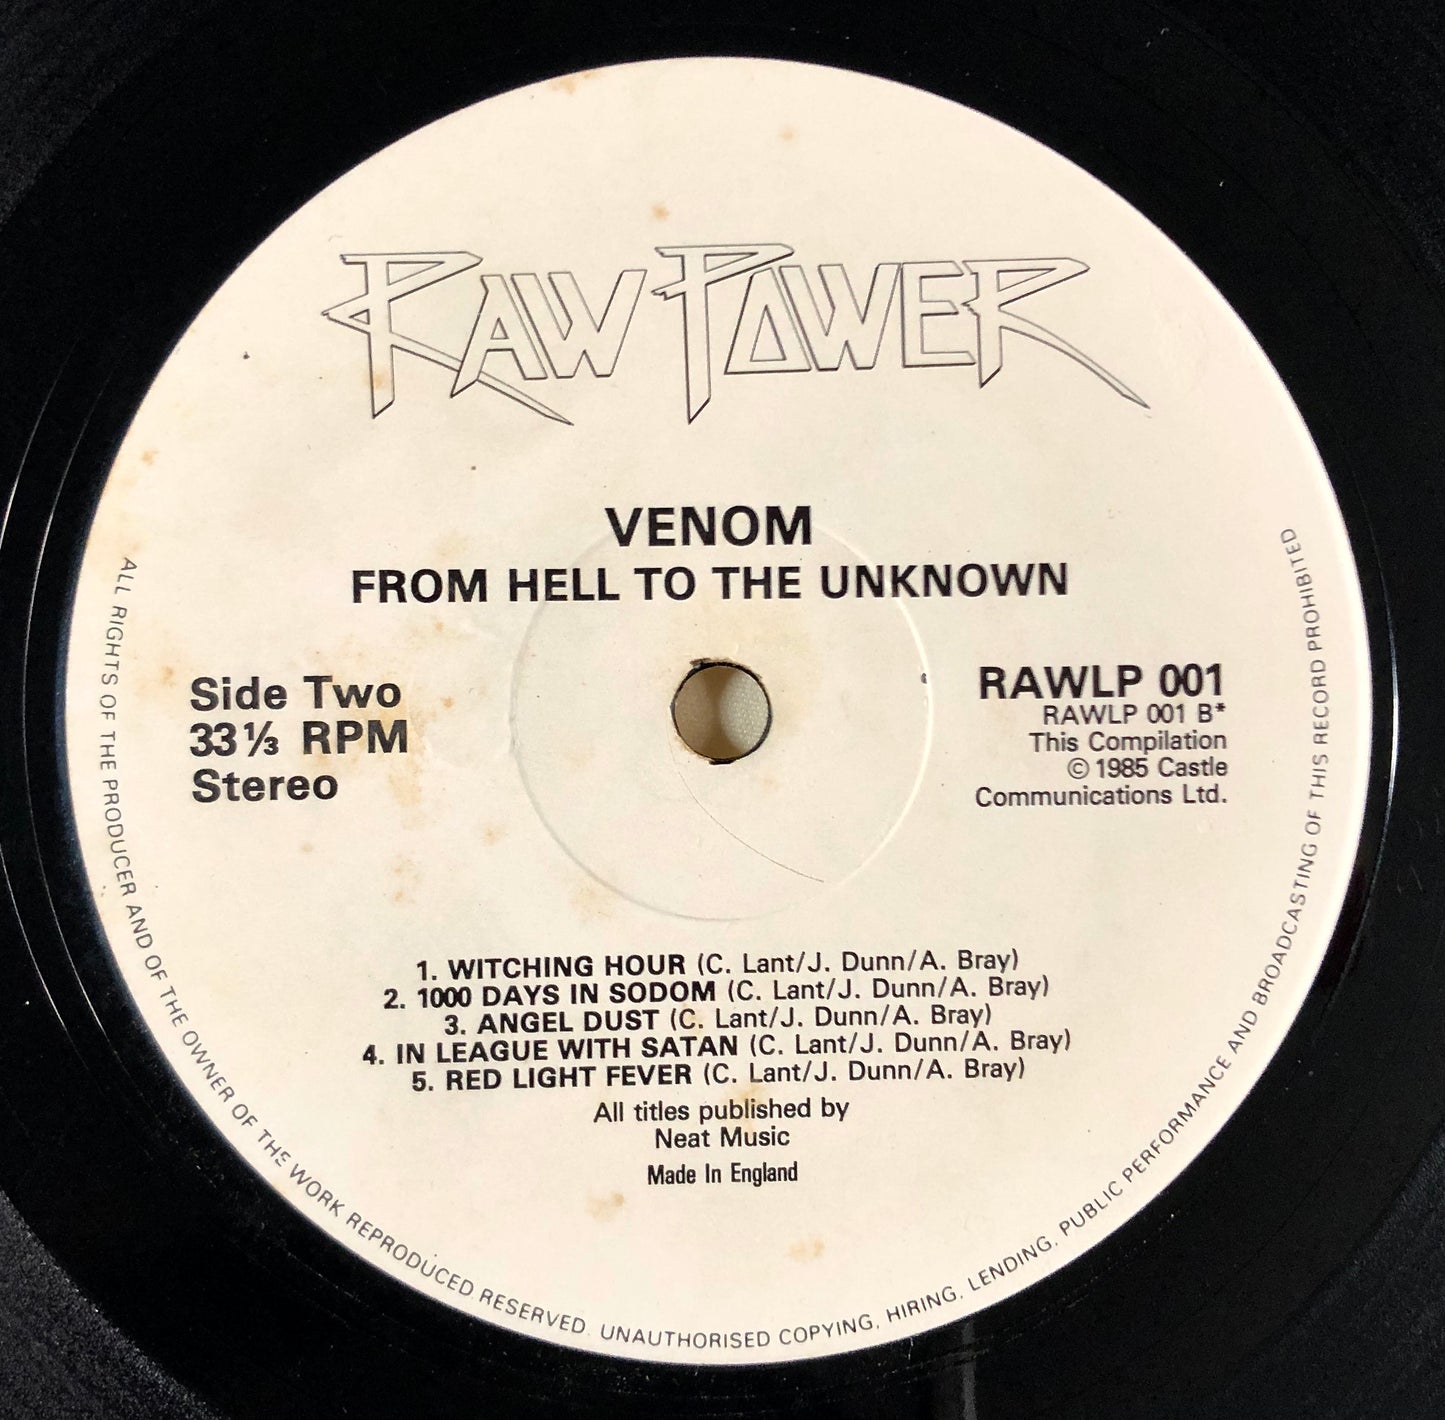 RAW POWER
VENOM
FROM HELL TO THE UNKNOWN
Side Two
33⅓ RPM
Stereo
RAWLP 001
RAWLP 001 B*
This Compilation
© 1985 Castle
Communications Ltd.
1. WITCHING HOUR (C. Lant/J. Dunn/A. Bray)
2. 1000 DAYS IN SODOM (C. Lant/J. Dunn/A. Bray)
3. ANGEL DUST (C. Lant/J. Dunn/A. Bray)
4. IN LEAGUE WITH SATAN (C. Lant/J. Dunn/A. Bray)
5. RED LIGHT FEVER (C. Lant/J. Dunn/A. Bray)
All titles published by
Neat Music
Made In England
ALL RIGHTS OF THE PRODUCER AND OF THE OWNER OF THE WORK REPRODUCED RESERVED. UNAUTHORISED COPYING, HIRING, LENDING, PUBLIC PERFORMANCE AND BROADCASTING OF THIS RECORD PROHIBITED